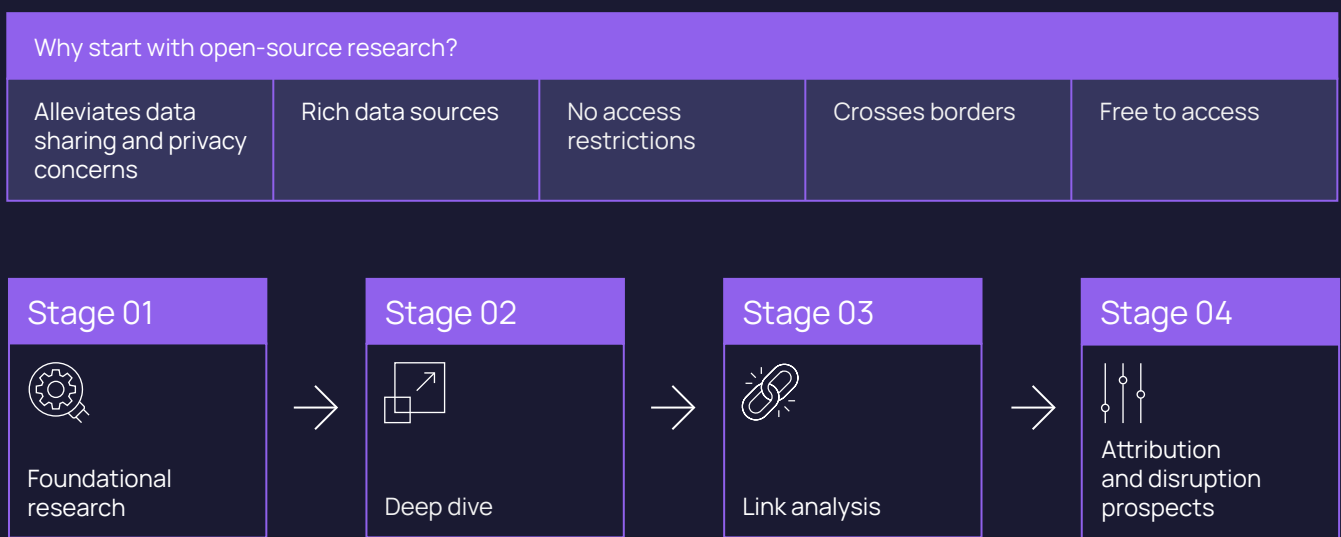 Why start with open-source research?
Alleviates data
sharing and privacy
concerns
Rich data sources
No access
restrictions
Crosses borders
Free to access
Stage 01
Foundational
research
Stage 02
Deep dive
Stage 03
Link analysis
Stage 04
Attribution
and disruption
prospects